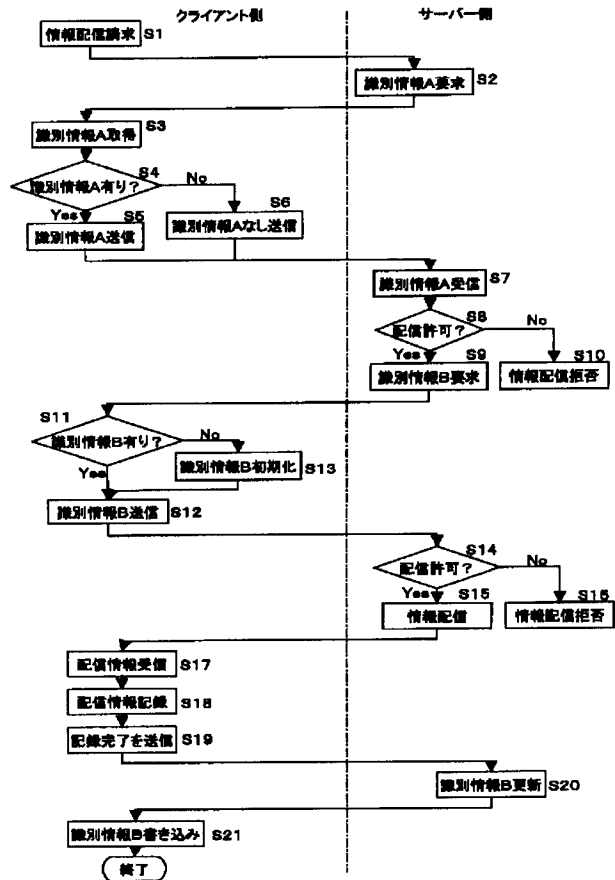 クライアント側
サーバー側
情報配信請求 S1
識別情報A要求 S2
S3
識別情報A取得
S4
識別情報A有り?
No
Yes
S5
識別情報A送信
S6
識別情報Aなし送信
S7
識別情報A受信
S8
配信許可?
No
Yes
S9
識別情報B要求
S10
情報配信拒否
S11
識別情報B有り?
No
Yes
識別情報B初期化 S13
識別情報B送信 S12
S14
配信許可?
No
Yes
S15
情報配信
S16
情報配信拒否
配信情報受信 S17
配信情報記録 S18
記録完了を送信 S19
識別情報B更新 S20
識別情報B書き込み S21
終了